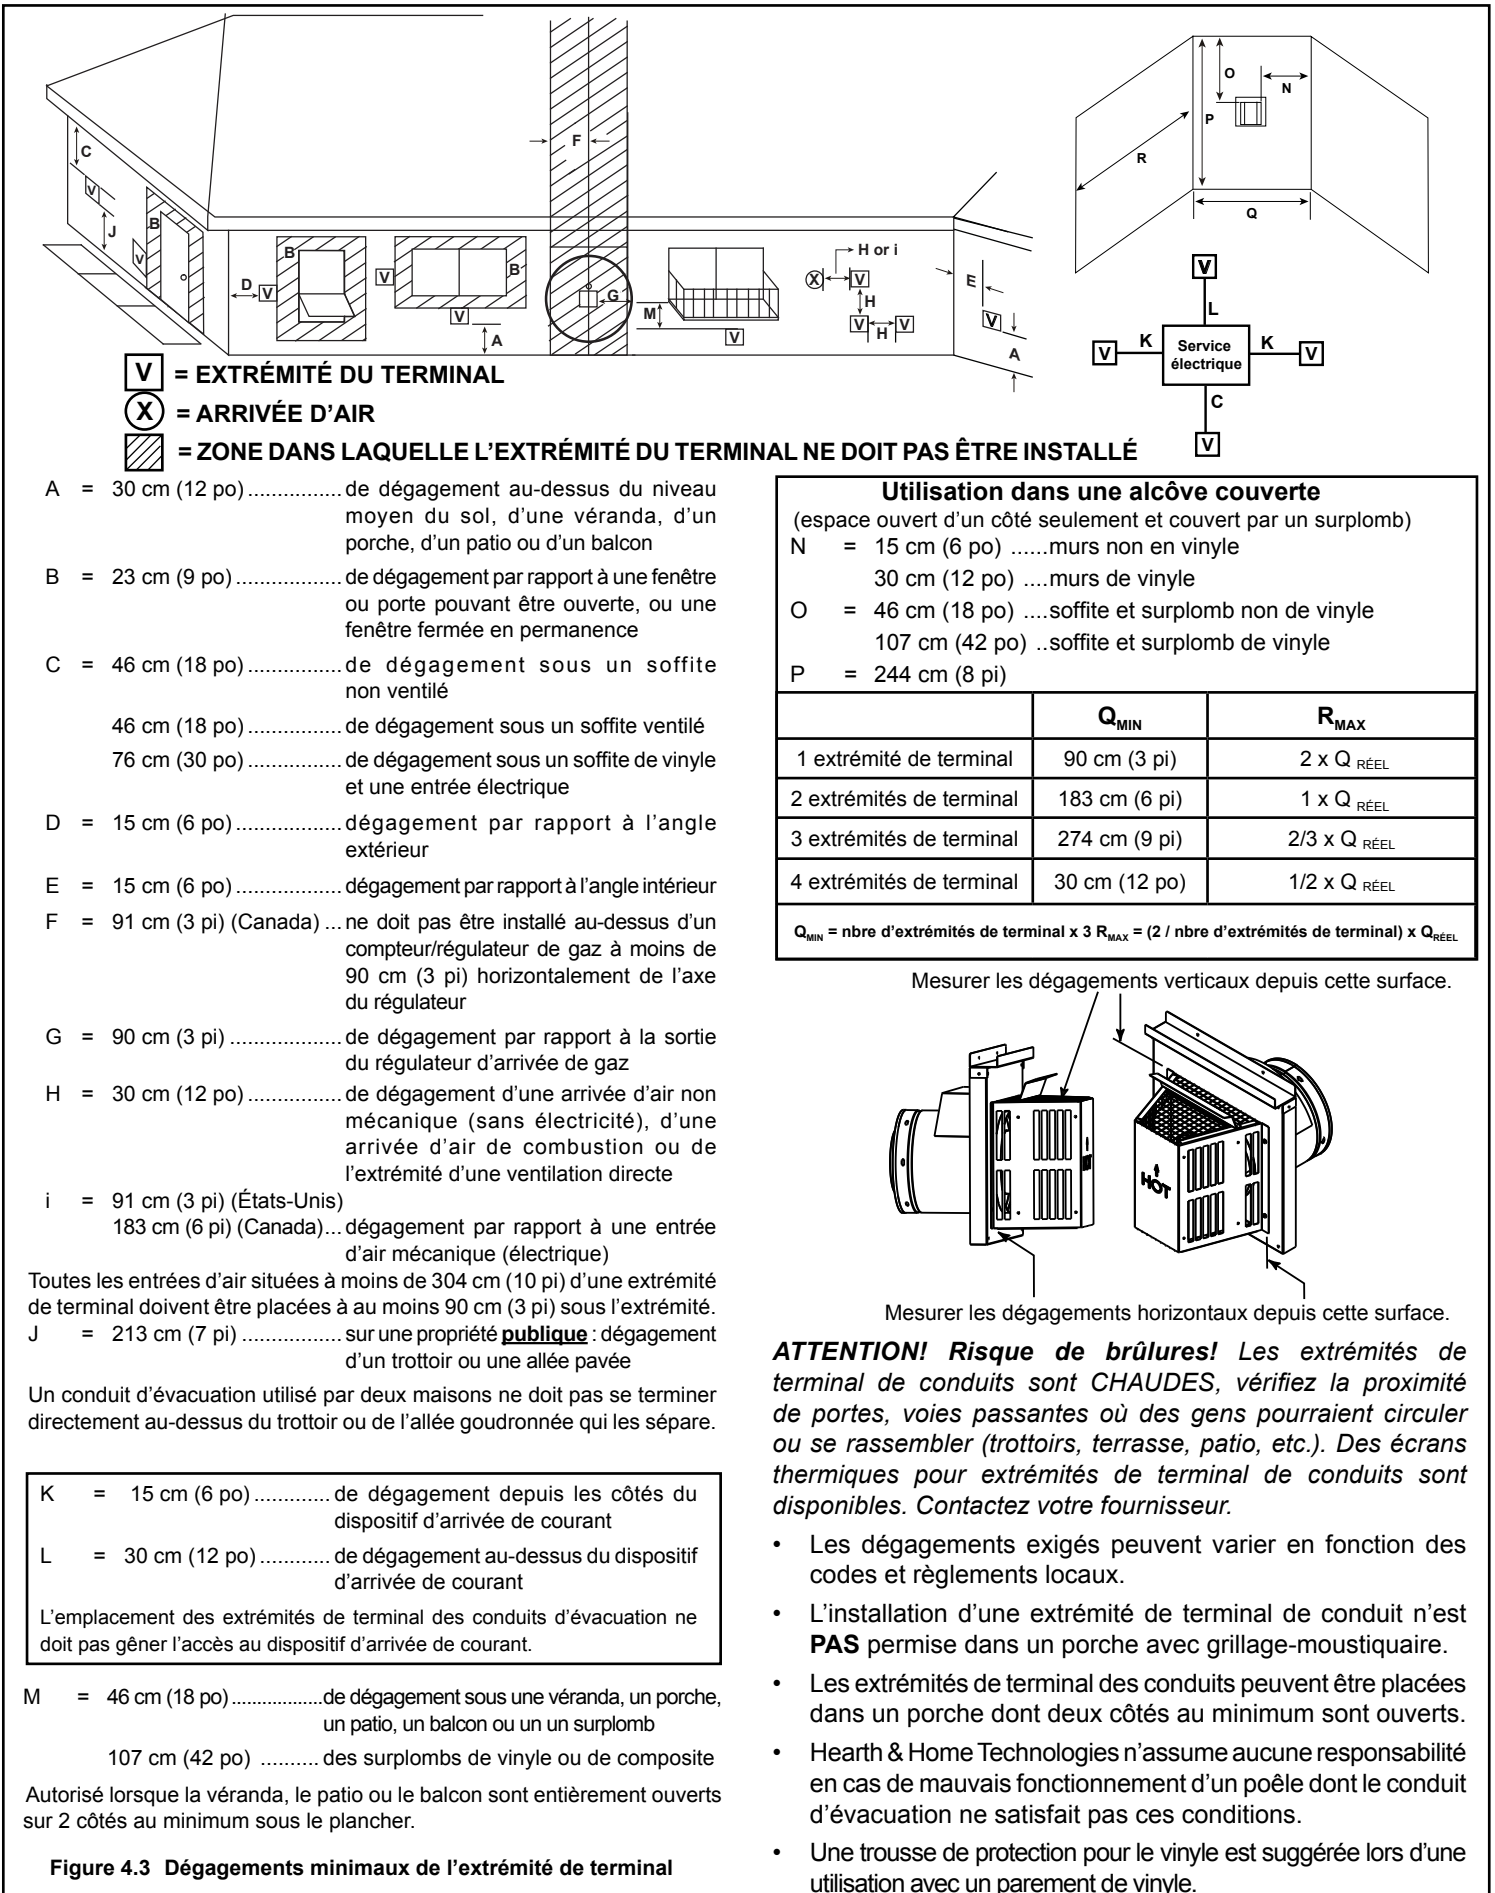 C
V
J
B
V
D
V
B
V
B
V
A
F
G
M
V
H or i
X
V
H
V
V
H
E
V
A
O
N
P
R
Q
V
L
V
K
Service
électrique
K
V
C
V
V = EXTRÉMITÉ DU TERMINAL
X = ARRIVÉE D’AIR
= ZONE DANS LAQUELLE L’EXTRÉMITÉ DU TERMINAL NE DOIT PAS ÊTRE INSTALLÉ
A = 30 cm (12 po) ................ de dégagement au-dessus du niveau
moyen du sol, d’une véranda, d’un
porche, d’un patio ou d’un balcon
B = 23 cm (9 po) .................. de dégagement par rapport à une fenêtre
ou porte pouvant être ouverte, ou une
fenêtre fermée en permanence
C = 46 cm (18 po) ................ de dégagement sous un soffite
non ventilé
46 cm (18 po) ................ de dégagement sous un soffite ventilé
76 cm (30 po) ................ de dégagement sous un soffite de vinyle
et une entrée électrique
D = 15 cm (6 po) .................. dégagement par rapport à l’angle
extérieur
E = 15 cm (6 po) .................. dégagement par rapport à l’angle intérieur
F = 91 cm (3 pi) (Canada) ... ne doit pas être installé au-dessus d’un
compteur/régulateur de gaz à moins de
90 cm (3 pi) horizontalement de l’axe
du régulateur
G = 90 cm (3 pi) ................... de dégagement par rapport à la sortie
du régulateur d’arrivée de gaz
H = 30 cm (12 po) ................ de dégagement d’une arrivée d’air non
mécanique (sans électricité), d’une
arrivée d’air de combustion ou de
l’extrémité d’une ventilation directe
i = 91 cm (3 pi) (États-Unis)
183 cm (6 pi) (Canada)... dégagement par rapport à une entrée
d’air mécanique (électrique)
Toutes les entrées d’air situées à moins de 304 cm (10 pi) d’une extrémité
de terminal doivent être placées à au moins 90 cm (3 pi) sous l’extrémité.
J = 213 cm (7 pi) ................. sur une propriété publique : dégagement
d’un trottoir ou une allée pavée
Un conduit d’évacuation utilisé par deux maisons ne doit pas se terminer
directement au-dessus du trottoir ou de l’allée goudronnée qui les sépare.
K = 15 cm (6 po) ............. de dégagement depuis les côtés du
dispositif d’arrivée de courant
L = 30 cm (12 po) ............ de dégagement au-dessus du dispositif
d’arrivée de courant
L’emplacement des extrémités de terminal des conduits d’évacuation ne
doit pas gêner l’accès au dispositif d’arrivée de courant.
M = 46 cm (18 po) .................. de dégagement sous une véranda, un porche,
un patio, un balcon ou un un surplomb
107 cm (42 po) .......... des surplombs de vinyle ou de composite
Autorisé lorsque la véranda, le patio ou le balcon sont entièrement ouverts
sur 2 côtés au minimum sous le plancher.
Figure 4.3 Dégagements minimaux de l’extrémité de terminal
Utilisation dans une alcôve couverte
(espace ouvert d’un côté seulement et couvert par un surplomb)
N = 15 cm (6 po) ......murs non en vinyle
30 cm (12 po) ....murs de vinyle
O = 46 cm (18 po) ....soffite et surplomb non de vinyle
107 cm (42 po) ..soffite et surplomb de vinyle
P = 244 cm (8 pi)
QMIN RMAX
1 extrémité de terminal 90 cm (3 pi) 2 x Q RÉEL
2 extrémités de terminal 183 cm (6 pi) 1 x Q RÉEL
3 extrémités de terminal 274 cm (9 pi) 2/3 x Q RÉEL
4 extrémités de terminal 30 cm (12 po) 1/2 x Q RÉEL
QMIN = nbre d’extrémités de terminal x 3 RMAX = (2 / nbre d’extrémités de terminal) x QRÉEL
Mesurer les dégagements verticaux depuis cette surface.
HOT
HOT
Mesurer les dégagements horizontaux depuis cette surface.
ATTENTION! Risque de brûlures! Les extrémités de
terminal de conduits sont CHAUDES, vérifiez la proximité
de portes, voies passantes où des gens pourraient circuler
ou se rassembler (trottoirs, terrasse, patio, etc.). Des écrans
thermiques pour extrémités de terminal de conduits sont
disponibles. Contactez votre fournisseur.
• Les dégagements exigés peuvent varier en fonction des
codes et règlements locaux.
• L’installation d’une extrémité de terminal de conduit n’est
PAS permise dans un porche avec grillage-moustiquaire.
• Les extrémités de terminal des conduits peuvent être placées
dans un porche dont deux côtés au minimum sont ouverts.
• Hearth & Home Technologies n’assume aucune responsabilité
en cas de mauvais fonctionnement d’un poêle dont le conduit
d’évacuation ne satisfait pas ces conditions.
• Une trousse de protection pour le vinyle est suggérée lors d’une
utilisation avec un parement de vinyle.